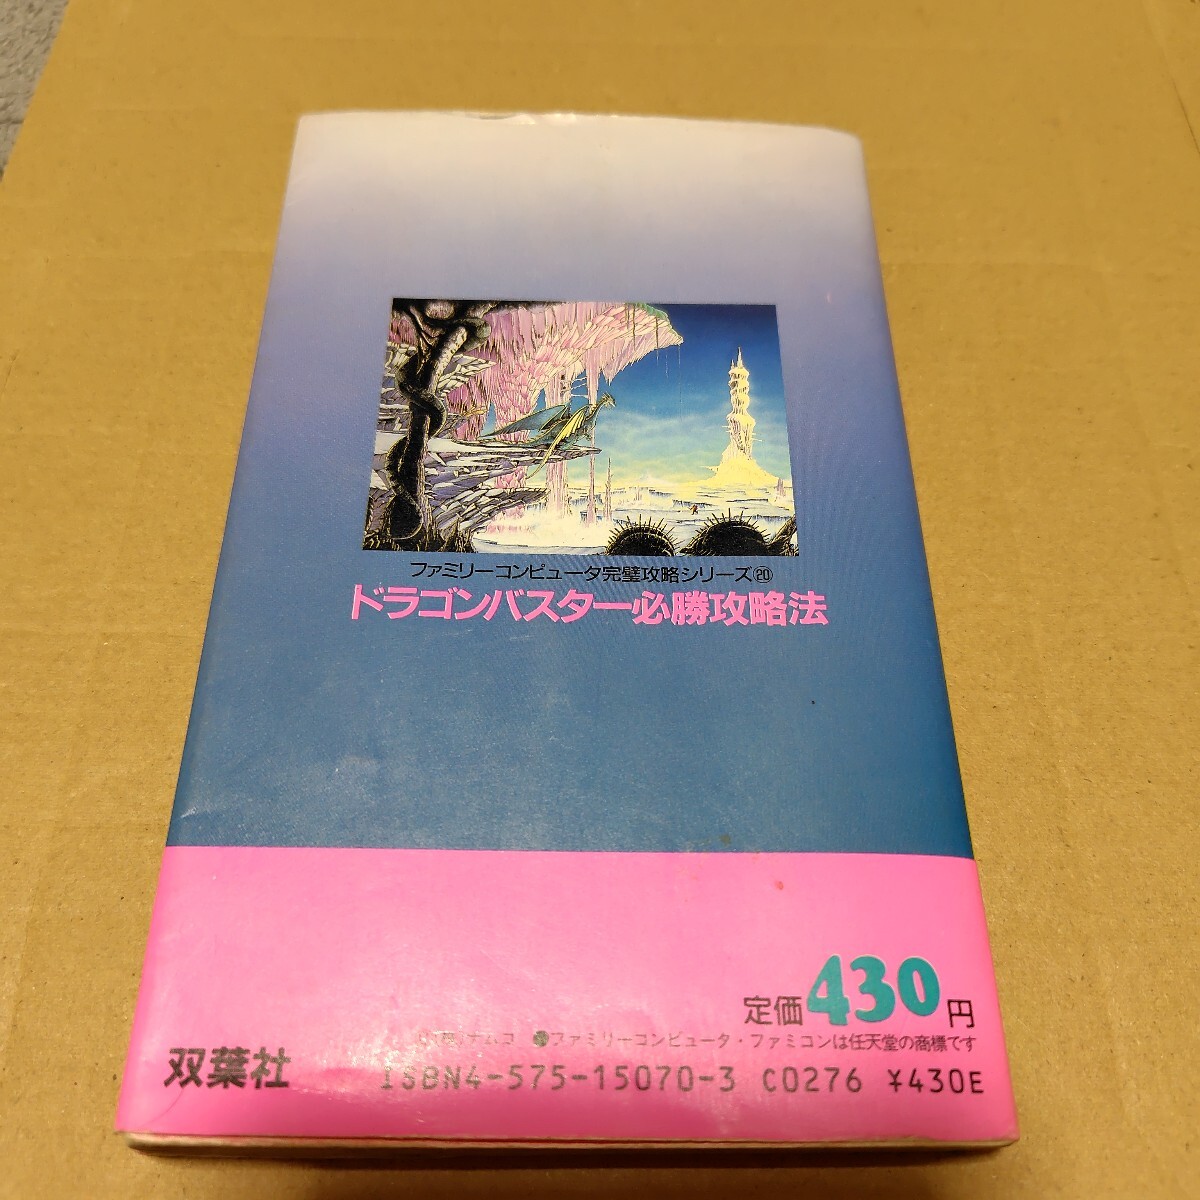 ファミリーコンピュータ完璧攻略シリーズ⑳
ドラゴンバスター必勝攻略法
定価430円
ナムコ ●ファミリーコンピュータ・ファミコンは任天堂の商標です
双葉社
ISBN4-575-15070-3 C0276 ¥430E